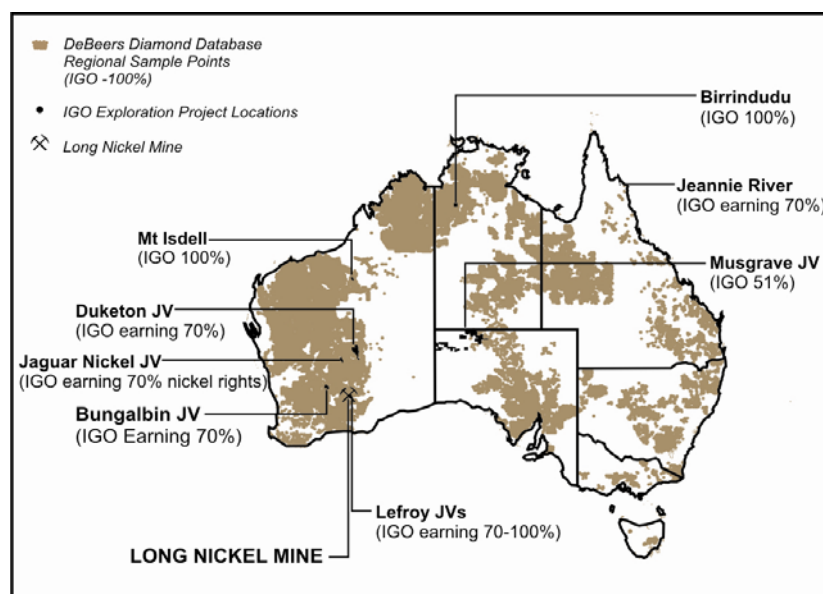 DeBeers Diamond Database
Regional Sample Points
(IGO -100%)
IGO Exploration Project Locations
Long Nickel Mine
Birrindudu
(IGO 100%)
Jeannie River
(IGO earning 70%)
Mt Isdell
(IGO 100%)
Musgrave JV
(IGO 51%)
Duketon JV
(IGO earning 70%)
Jaguar Nickel JV
(IGO earning 70% nickel rights)
Bungalbin JV
(IGO Earning 70%)
Lefroy JVs
(IGO earning 70-100%)
LONG NICKEL MINE